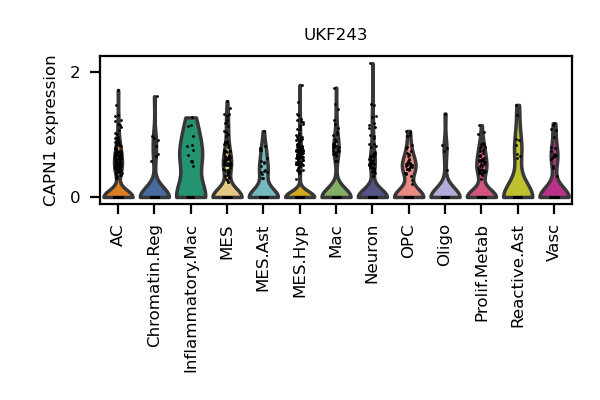 UKF243
CAPN1 expression
2
0
AC
Chromatin.Reg
Inflammatory.Mac
MES
MES.Ast
MES.Hyp
Mac
Neuron
OPC
Oligo
Prolif.Metab
Reactive.Ast
Vasc